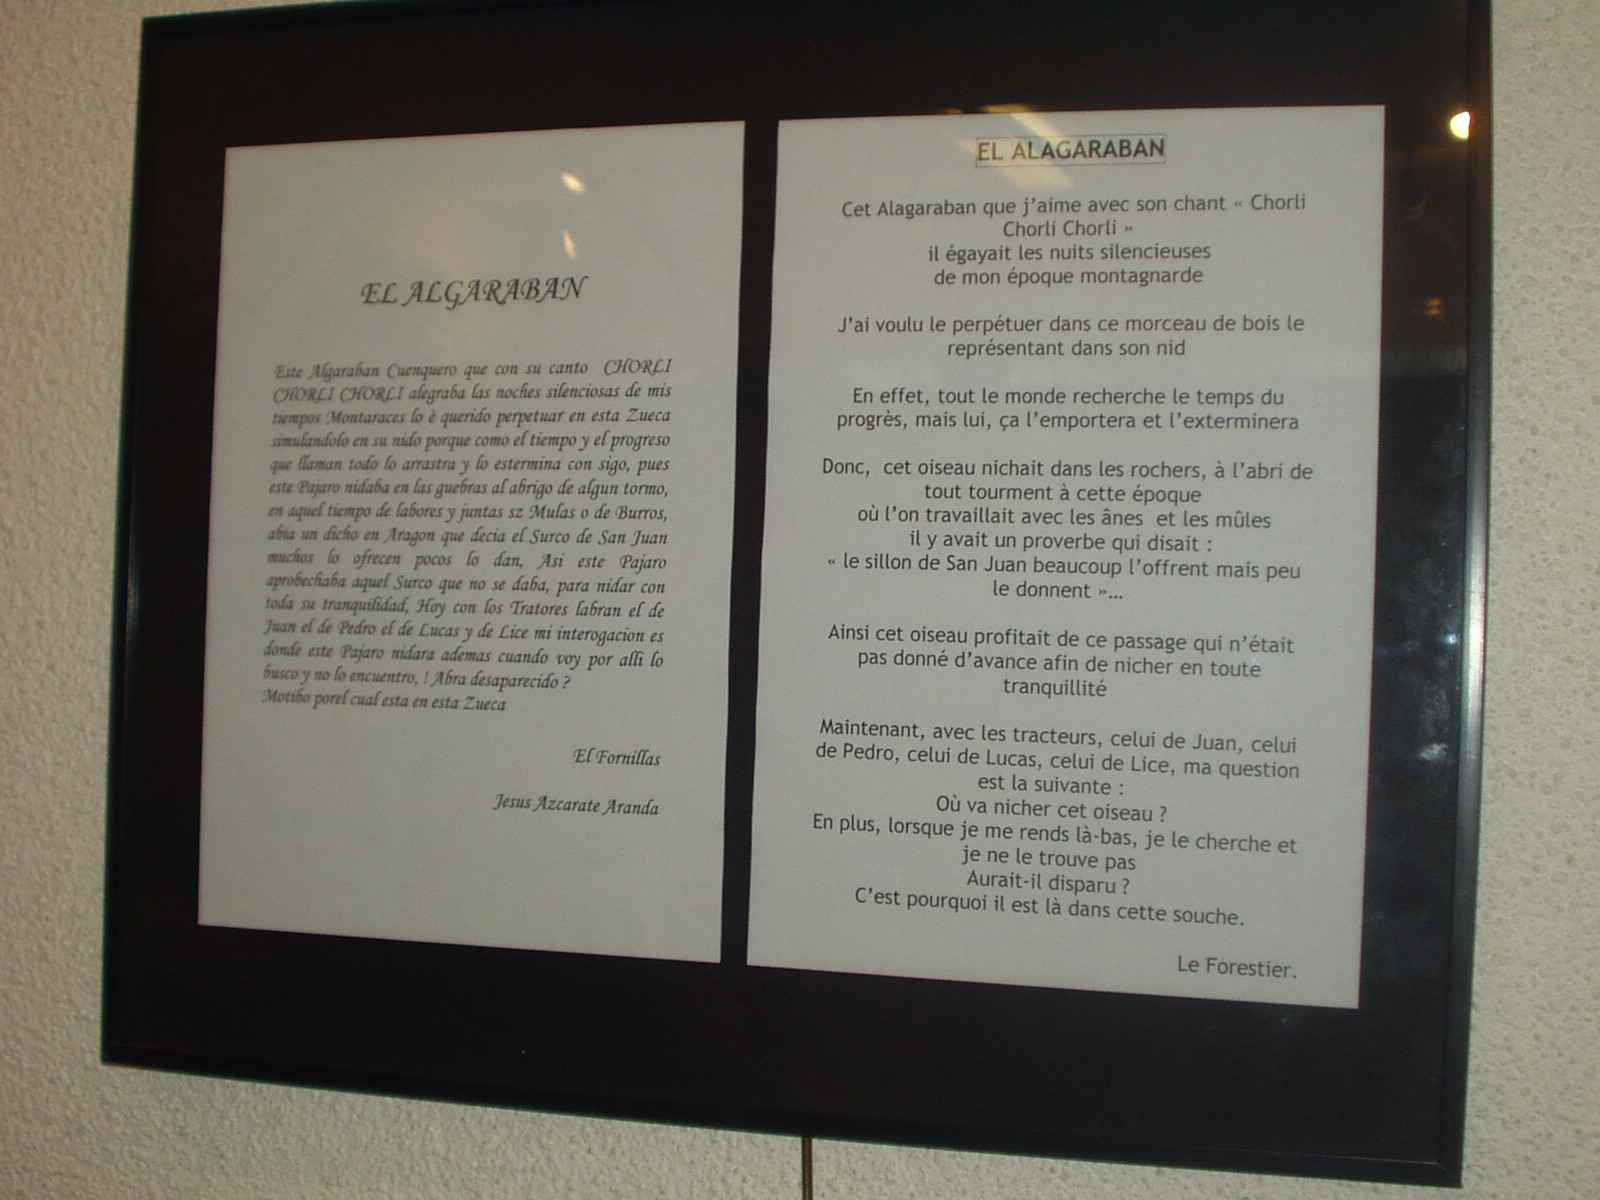 EL ALGARABAN
Este Algaraban Cuenquero que con su canto CHORLI
CHORLI CHORLI alegraba las noches silenciosas de mis
tiempos Montaraces lo è querido perpetuar en esta Zueca
simulandolo en su nido porque como el tiempo y el progreso
que llaman todo lo arrastra y lo estermina con sigo, pues
este Pajaro nidaba en las guebras al abrigo de algun tormo,
en aquel tiempo de labores y juntas sz Mulas o de Burros,
abia un dicho en Aragon que decia el Surco de San Juan
muchos lo ofrecen pocos lo dan, Asi este Pajaro
aprobechaba aquel Surco que no se daba, para nidar con
toda su tranquilidad, Hoy con los Tratores labran el de
Juan el de Pedro el de Lucas y de Lice mi interogacion es
donde este Pajaro nidara ademas cuando voy por alli lo
busco y no lo encuentro, ! Abra desaparecido ?
Motibo porel cual esta en esta Zueca
El Fornillas
Jesus Azcarate Aranda
EL ALAGARABAN
Cet Alagaraban que j'aime avec son chant « Chorli
Chorli Chorli »
il égayait les nuits silencieuses
de mon époque montagnarde
J'ai voulu le perpétuer dans ce morceau de bois le
représentant dans son nid
En effet, tout le monde recherche le temps du
progrès, mais lui, ça l'emportera et l'exterminera
Donc, cet oiseau nichait dans les rochers, à l'abri de
tout tourment à cette époque
où l'on travaillait avec les ânes et les mûles
il y avait un proverbe qui disait :
« le sillon de San Juan beaucoup l'offrent mais peu
le donnent »...
Ainsi cet oiseau profitait de ce passage qui n'était
pas donné d'avance afin de nicher en toute
tranquillité
Maintenant, avec les tracteurs, celui de Juan, celui
de Pedro, celui de Lucas, celui de Lice, ma question
est la suivante :
Où va nicher cet oiseau ?
En plus, lorsque je me rends là-bas, je le cherche et
je ne le trouve pas
Aurait-il disparu ?
C'est pourquoi il est là dans cette souche.
Le Forestier.